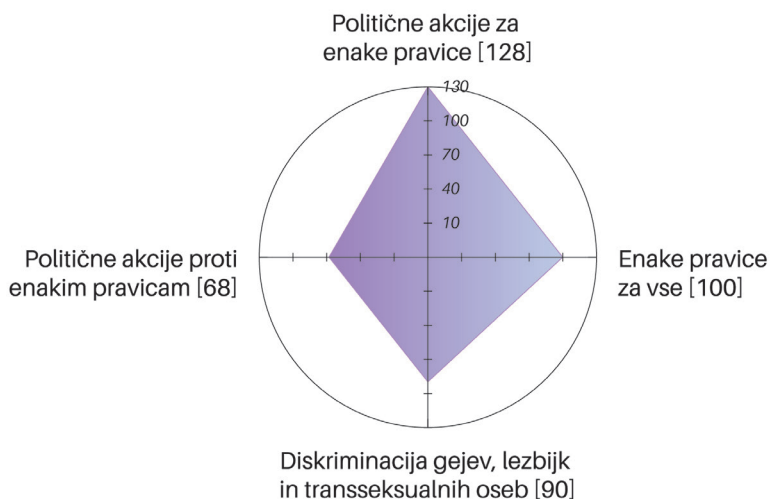 Politične akcije za
enake pravice [128]
130
100
70
40
10
Politične akcije proti
enakim pravicam [68]
Enake pravice
za vse [100]
Diskriminacija gejev, lezbijk
in transseksualnih oseb [90]